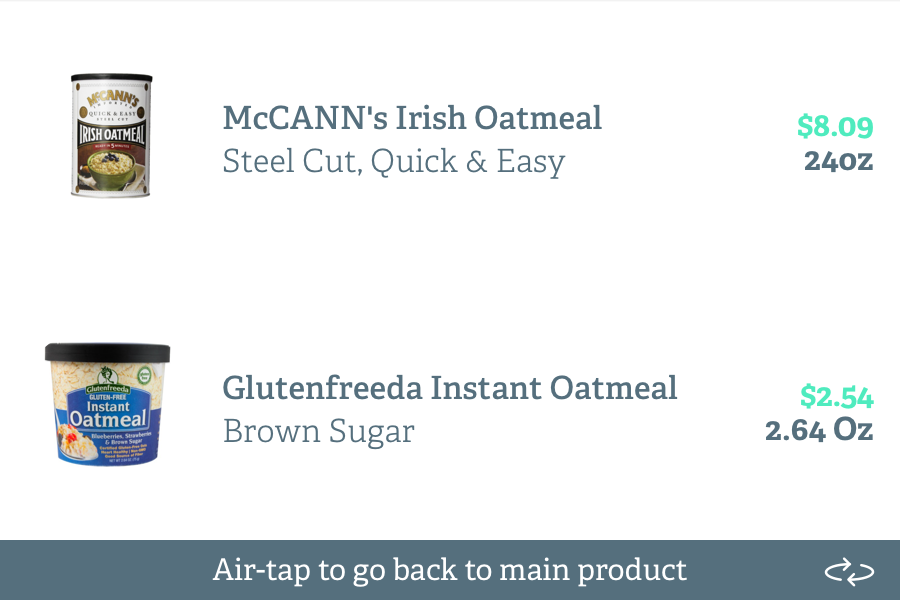 McCANN'S
QUICK & EASY
STEEL CUT
IRISH OATMEAL
McCANN's Irish Oatmeal
Steel Cut, Quick & Easy
$8.09
24oz
Glutenfreeda
GLUTEN-FREE
Instant
Oatmeal
Blueberries, Strawberries
& Brown Sugar
Glutenfreeda Instant Oatmeal
Brown Sugar
$2.54
2.64 Oz
Air-tap to go back to main product